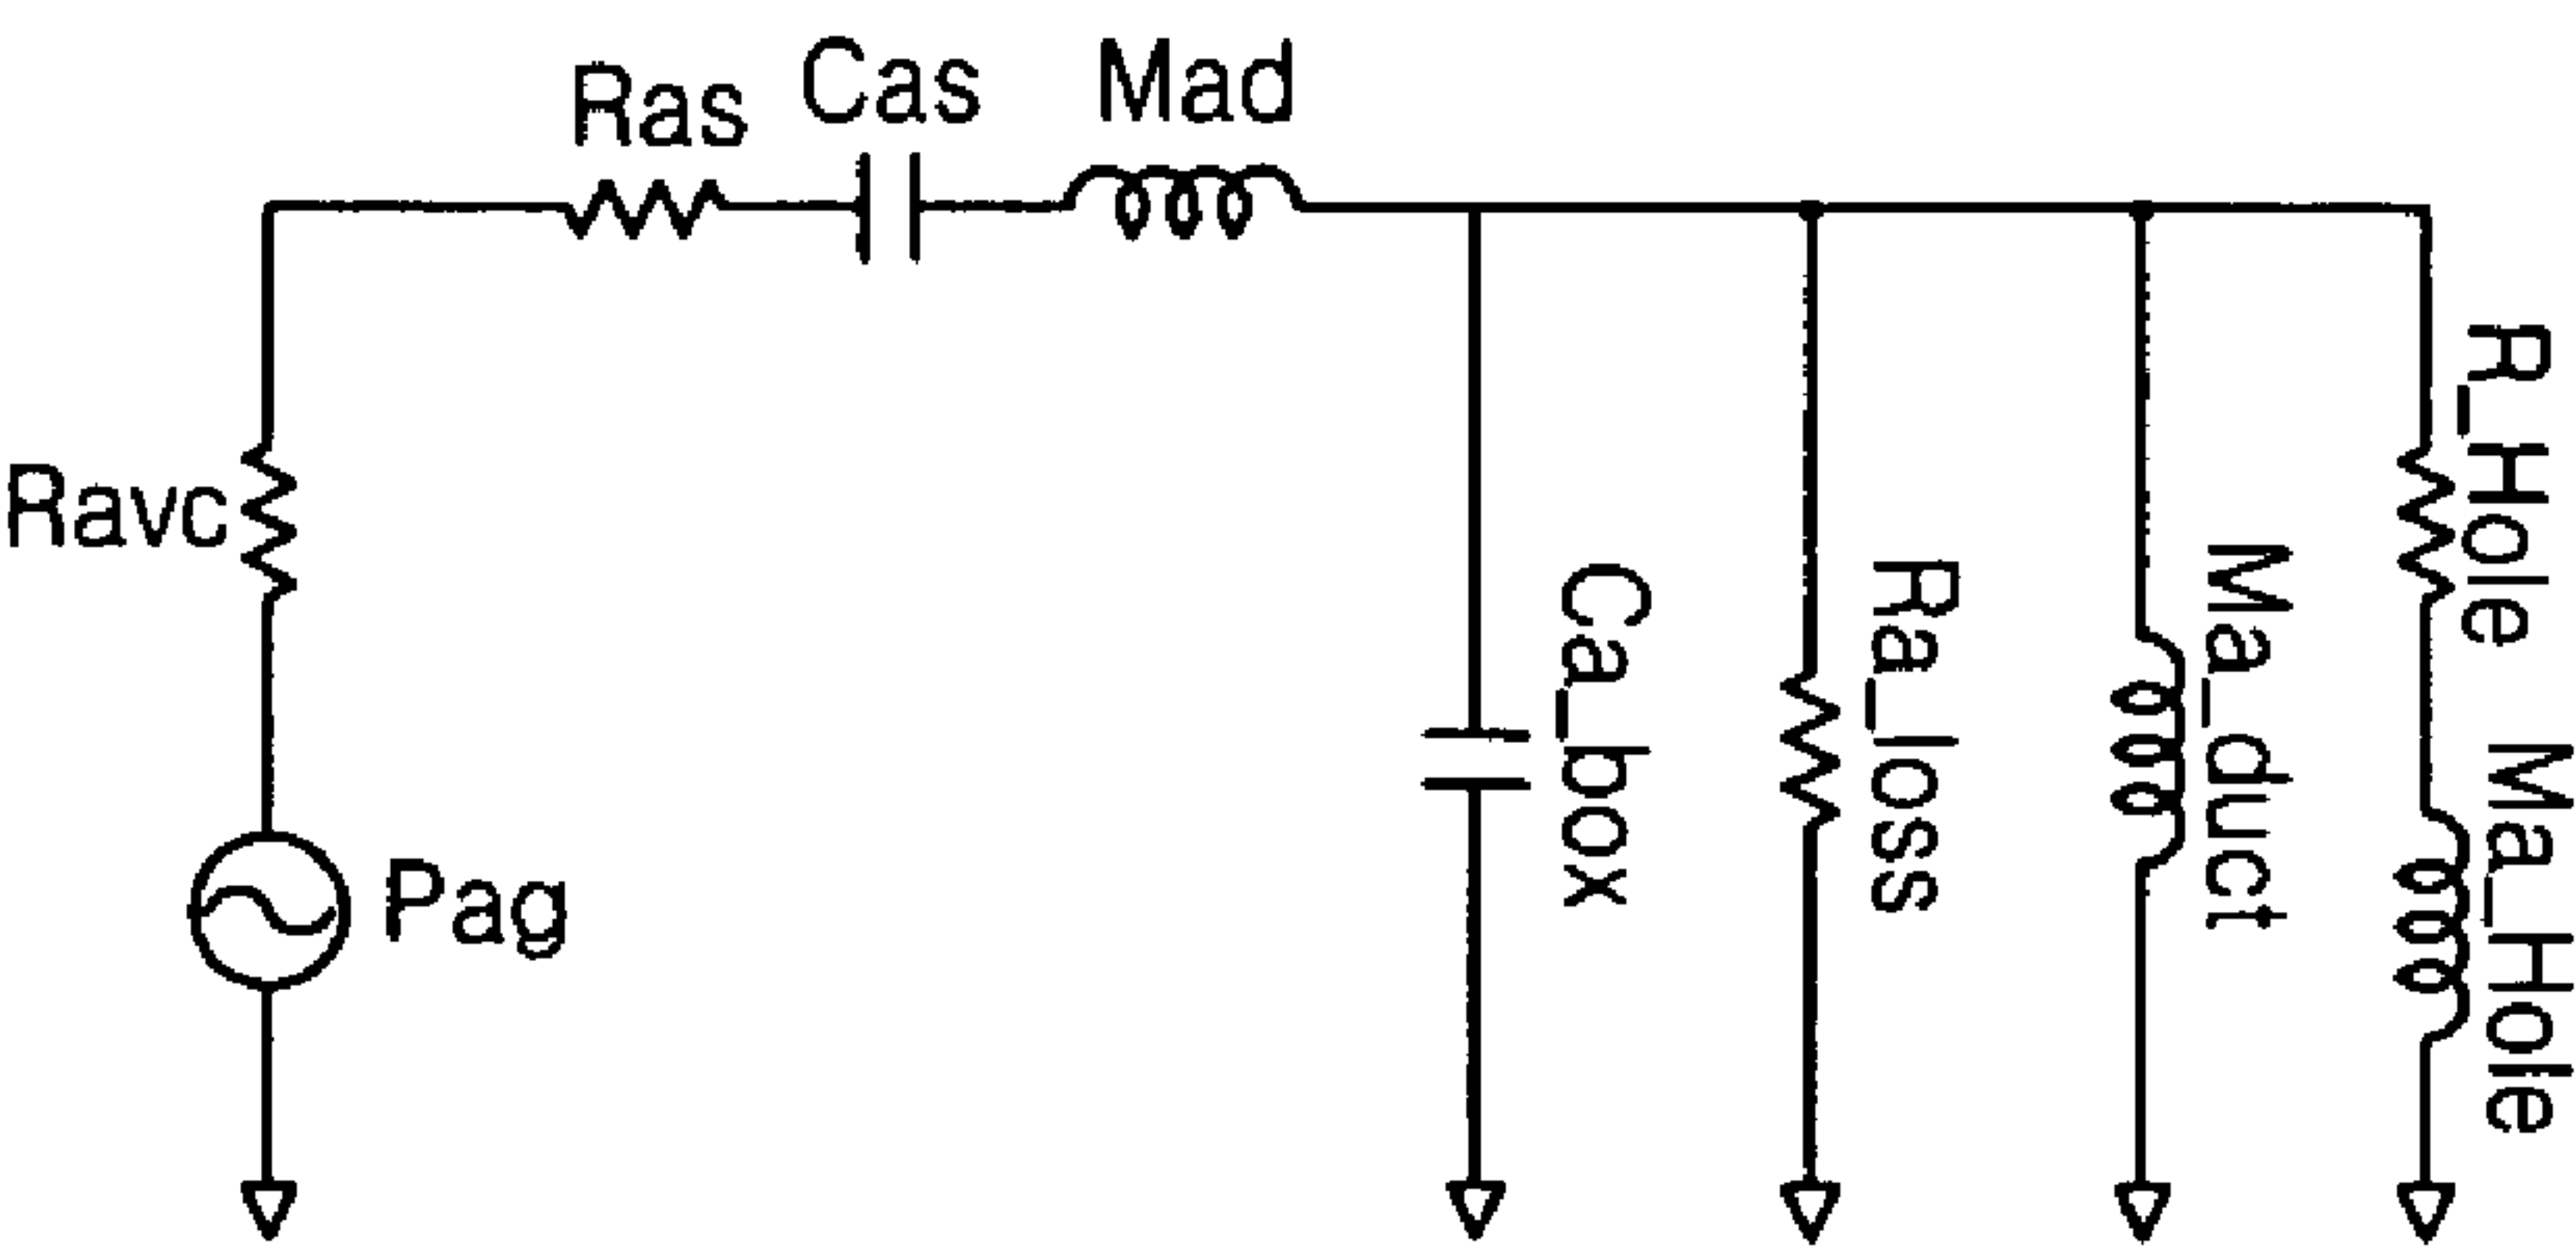 Ras
Cas
Mad
Ravc
Pag
Ca_box
Ra_loss
Ma_duct
R_Hole
Ma_Hole